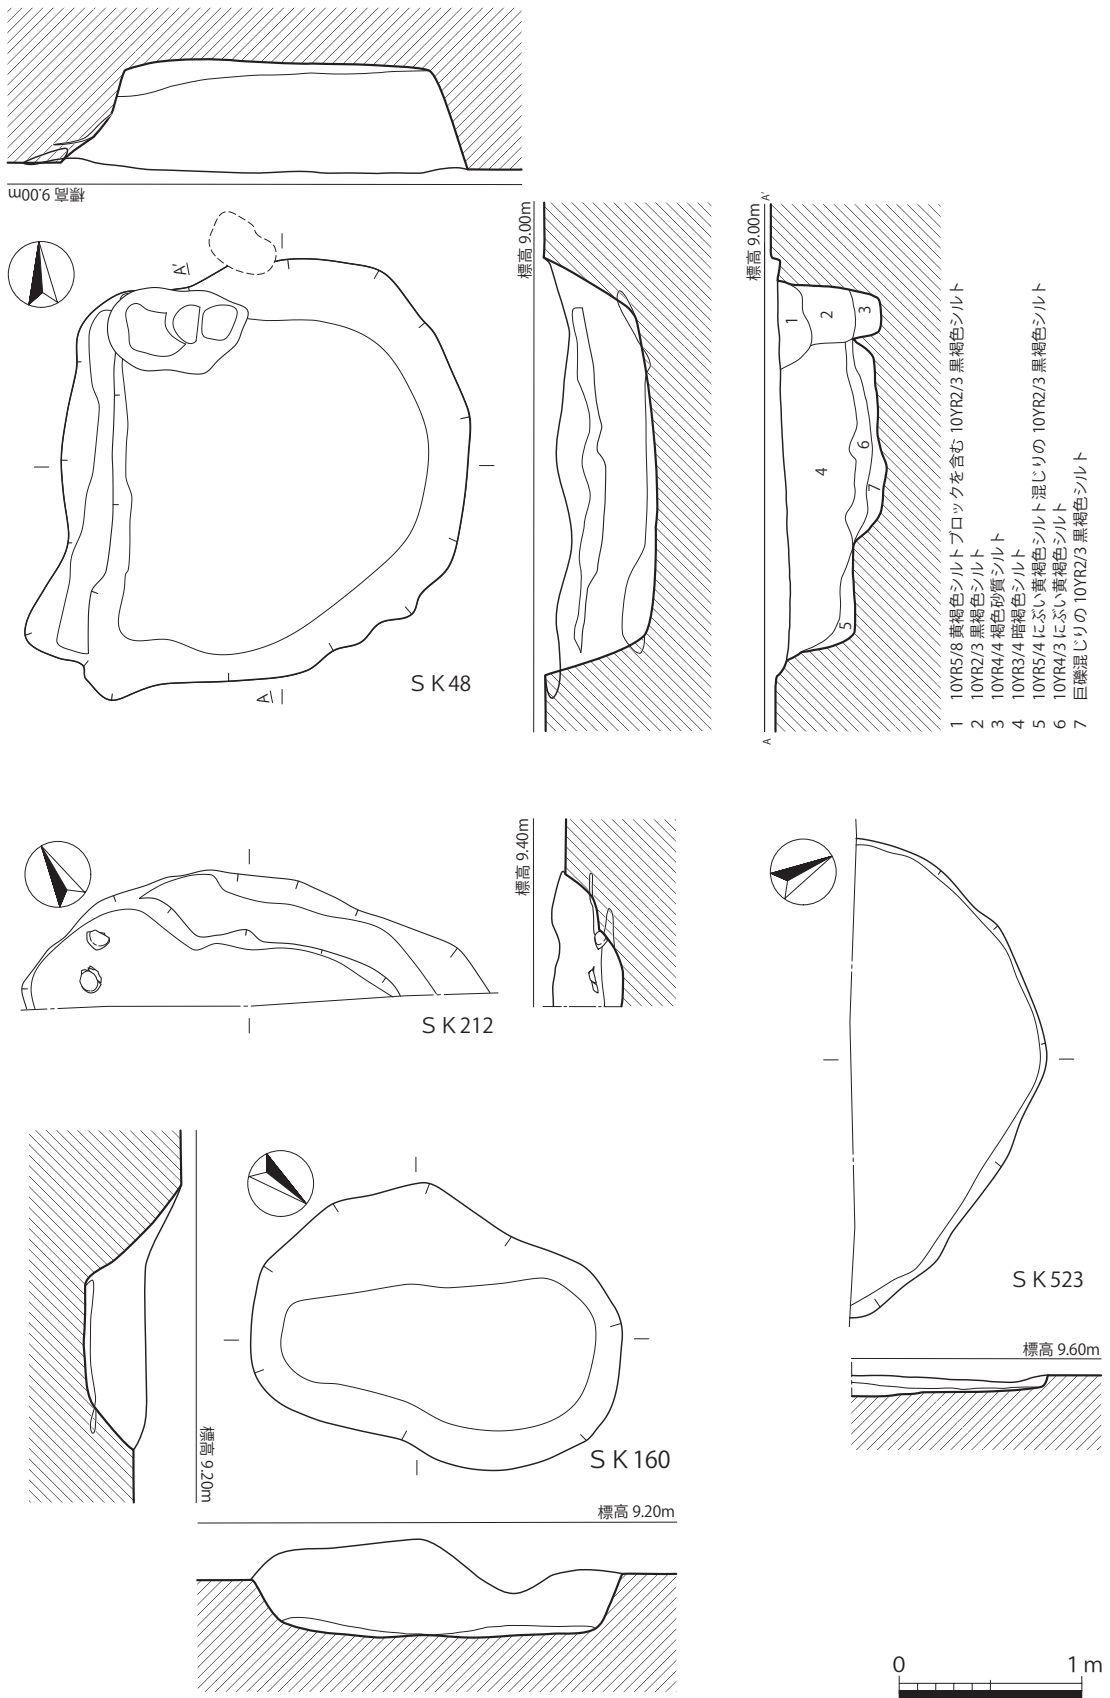 標高 9.00m
標高 9.00m
標高 9.00m
A'
A
A'
A
ＳＫ48
1
2
3
4
5
6
7
1 10YR5/8 黄褐色シルトブロックを含む 10YR2/3 黒褐色シルト
2 10YR2/3 黒褐色シルト
3 10YR4/4 褐色砂質シルト
4 10YR3/4 暗褐色シルト
5 10YR5/4 にぶい黄褐色シルト混じりの 10YR2/3 黒褐色シルト
6 10YR4/3 にぶい黄褐色シルト
7 巨礫混じりの 10YR2/3 黒褐色シルト
標高 9.40m
ＳＫ212
ＳＫ523
標高 9.60m
標高 9.20m
ＳＫ160
標高 9.20m
0 1 m